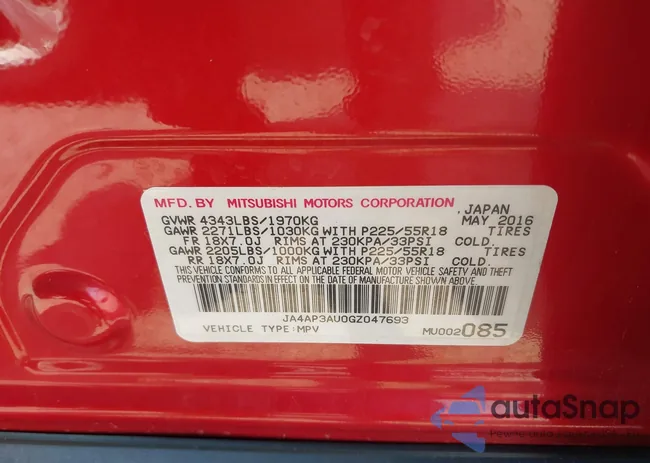 MFD. BY MITSUBISHI MOTORS CORPORATION JAPAN
GVWR 4343LBS/1970KG MAY 2016
GAWR 2271LBS/1030KG WITH P225/55R18 TIRES
FR 18X7.0J RIMS AT 230KPA/33PSI COLD.
GAWR 2205LBS/1000KG WITH P225/55R18 TIRES
RR 18X7.0J RIMS AT 230KPA/33PSI COLD.
THIS VEHICLE CONFORMS TO ALL APPLICABLE FEDERAL MOTOR VEHICLE SAFETY AND THEFT
PREVENTION STANDARDS IN EFFECT ON THE DATE OF MANUFACTURE SHOWN ABOVE.
JA4AP3AU0GZ047693
VEHICLE TYPE:MPV MU002085
autoSnap